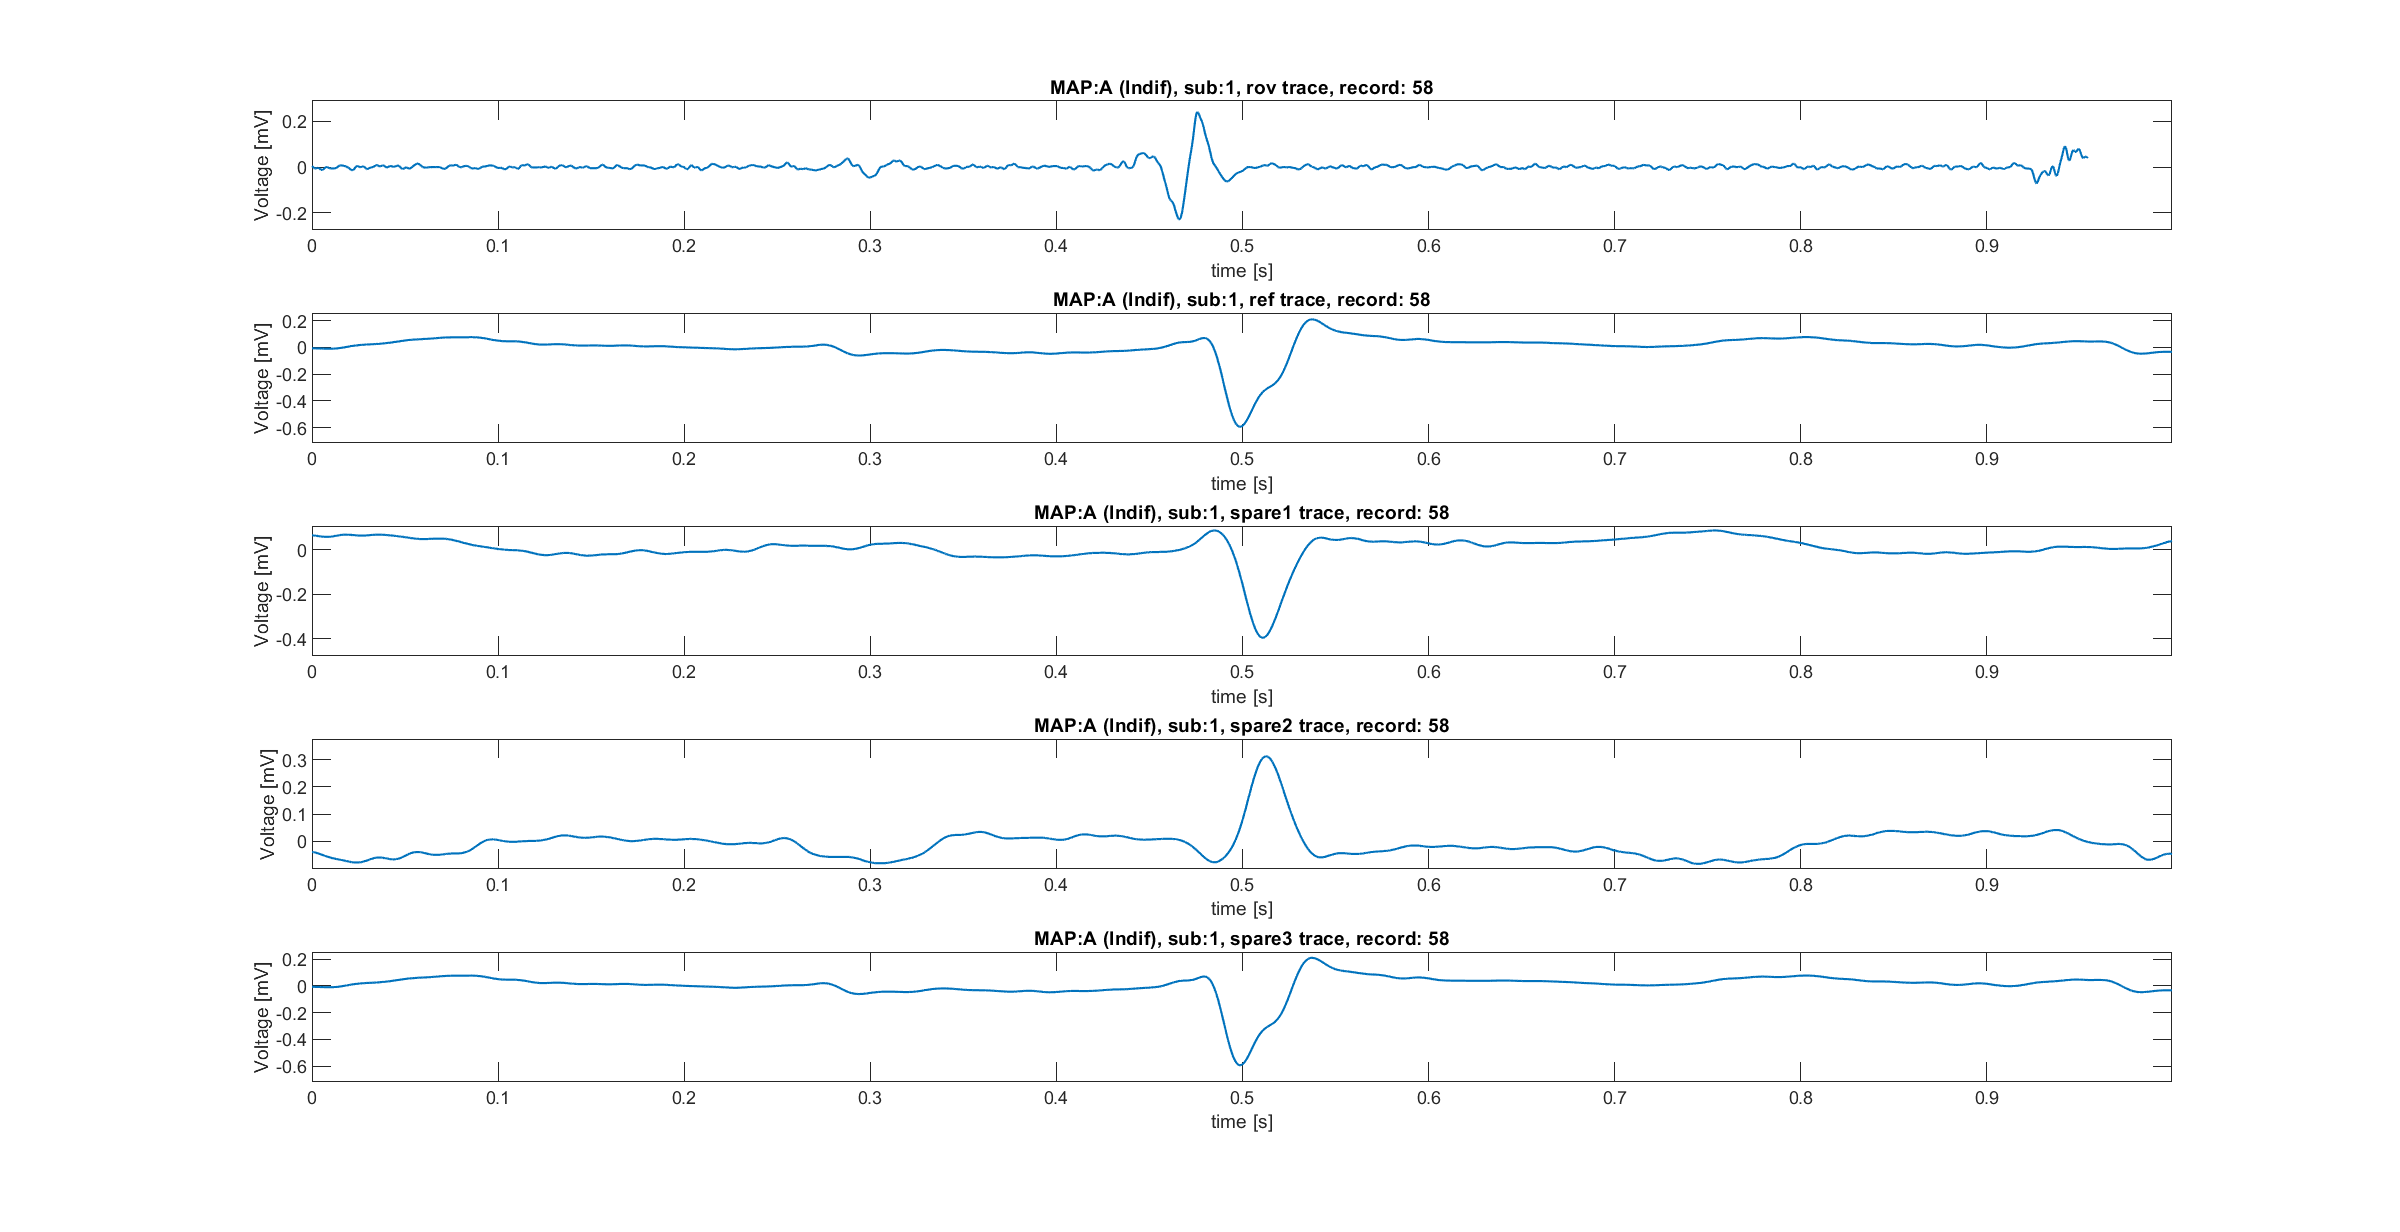 MAP:A (Indif), sub:1, rov trace, record: 58
Voltage [mV]
0.2
0
-0.2
0 0.1 0.2 0.3 0.4 0.5 0.6 0.7 0.8 0.9
time [s]
MAP:A (Indif), sub:1, ref trace, record: 58
Voltage [mV]
0.2
0
-0.2
-0.4
-0.6
0 0.1 0.2 0.3 0.4 0.5 0.6 0.7 0.8 0.9
time [s]
MAP:A (Indif), sub:1, spare1 trace, record: 58
Voltage [mV]
0
-0.2
-0.4
0 0.1 0.2 0.3 0.4 0.5 0.6 0.7 0.8 0.9
time [s]
MAP:A (Indif), sub:1, spare2 trace, record: 58
Voltage [mV]
0.3
0.2
0.1
0
0 0.1 0.2 0.3 0.4 0.5 0.6 0.7 0.8 0.9
time [s]
MAP:A (Indif), sub:1, spare3 trace, record: 58
Voltage [mV]
0.2
0
-0.2
-0.4
-0.6
0 0.1 0.2 0.3 0.4 0.5 0.6 0.7 0.8 0.9
time [s]